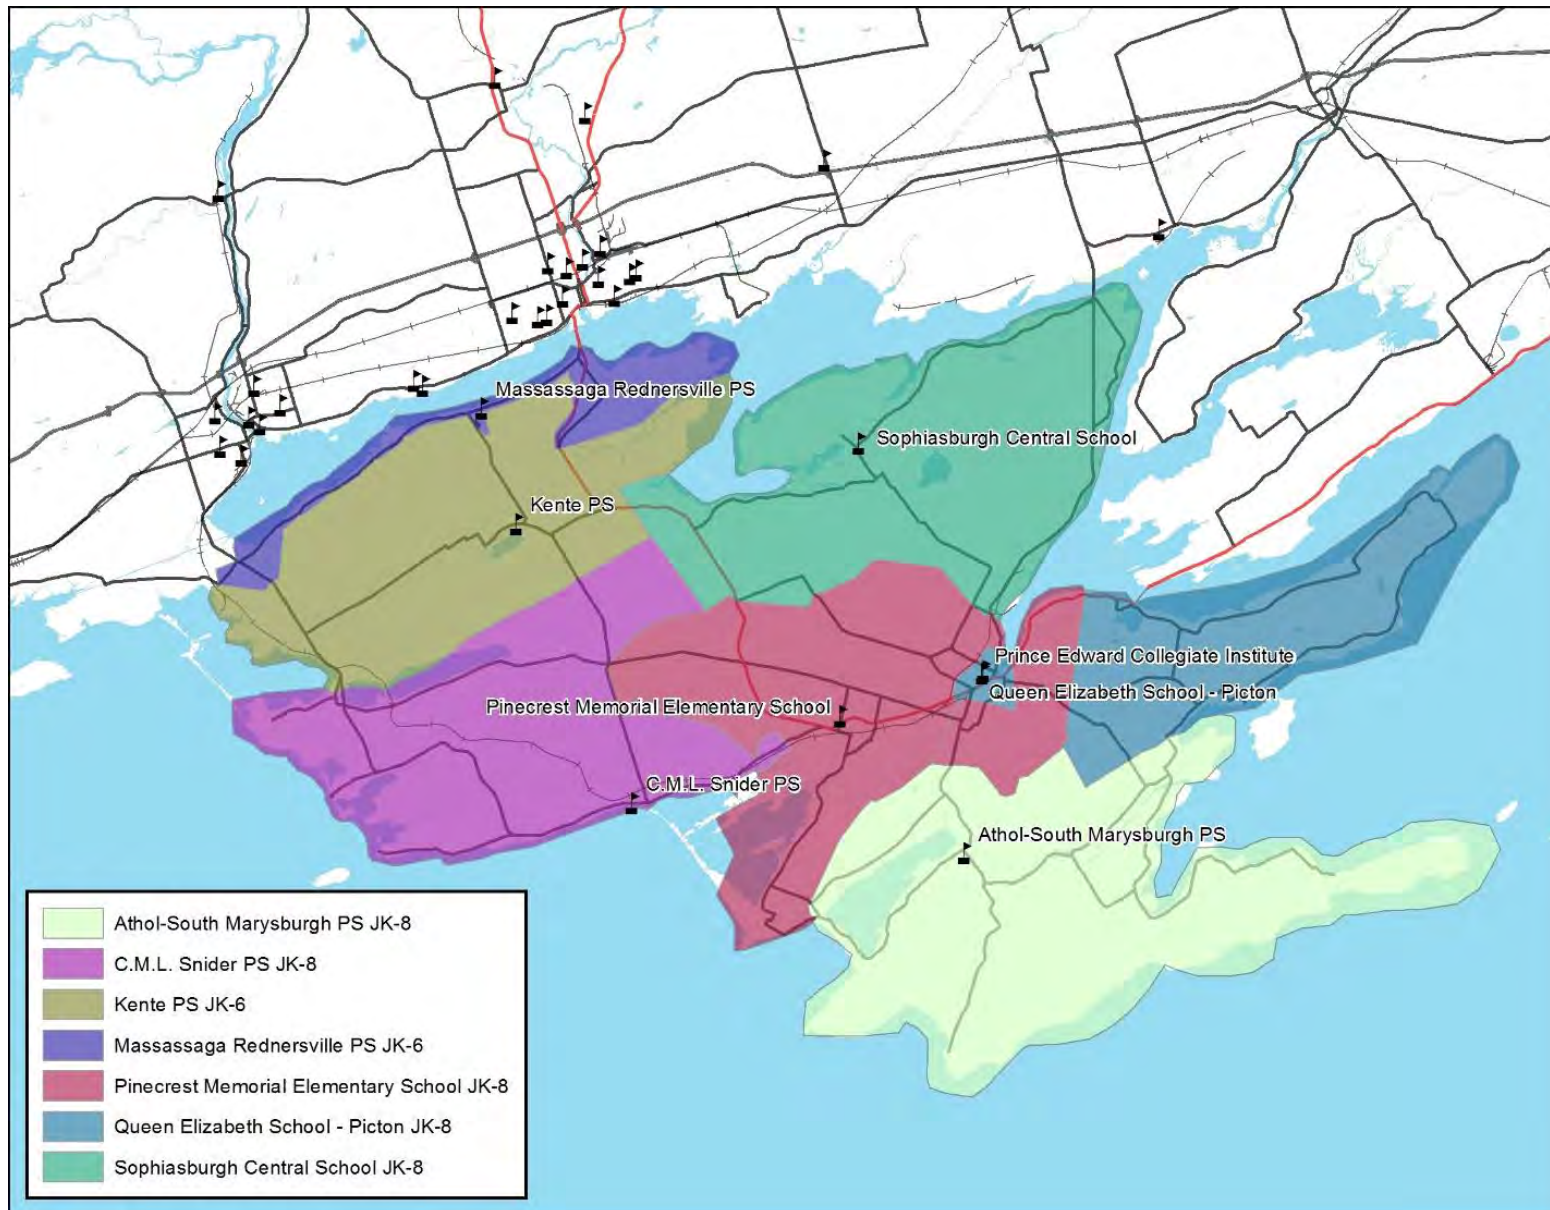 Massassaga Rednersville PS
Sophiasburgh Central School
Kente PS
Prince Edward Collegiate Institute
Queen Elizabeth School - Picton
Pinecrest Memorial Elementary School
C.M.L. Snider PS
Athol-South Marysburgh PS
Athol-South Marysburgh PS JK-8
C.M.L. Snider PS JK-8
Kente PS JK-6
Massassaga Rednersville PS JK-6
Pinecrest Memorial Elementary School JK-8
Queen Elizabeth School - Picton JK-8
Sophiasburgh Central School JK-8